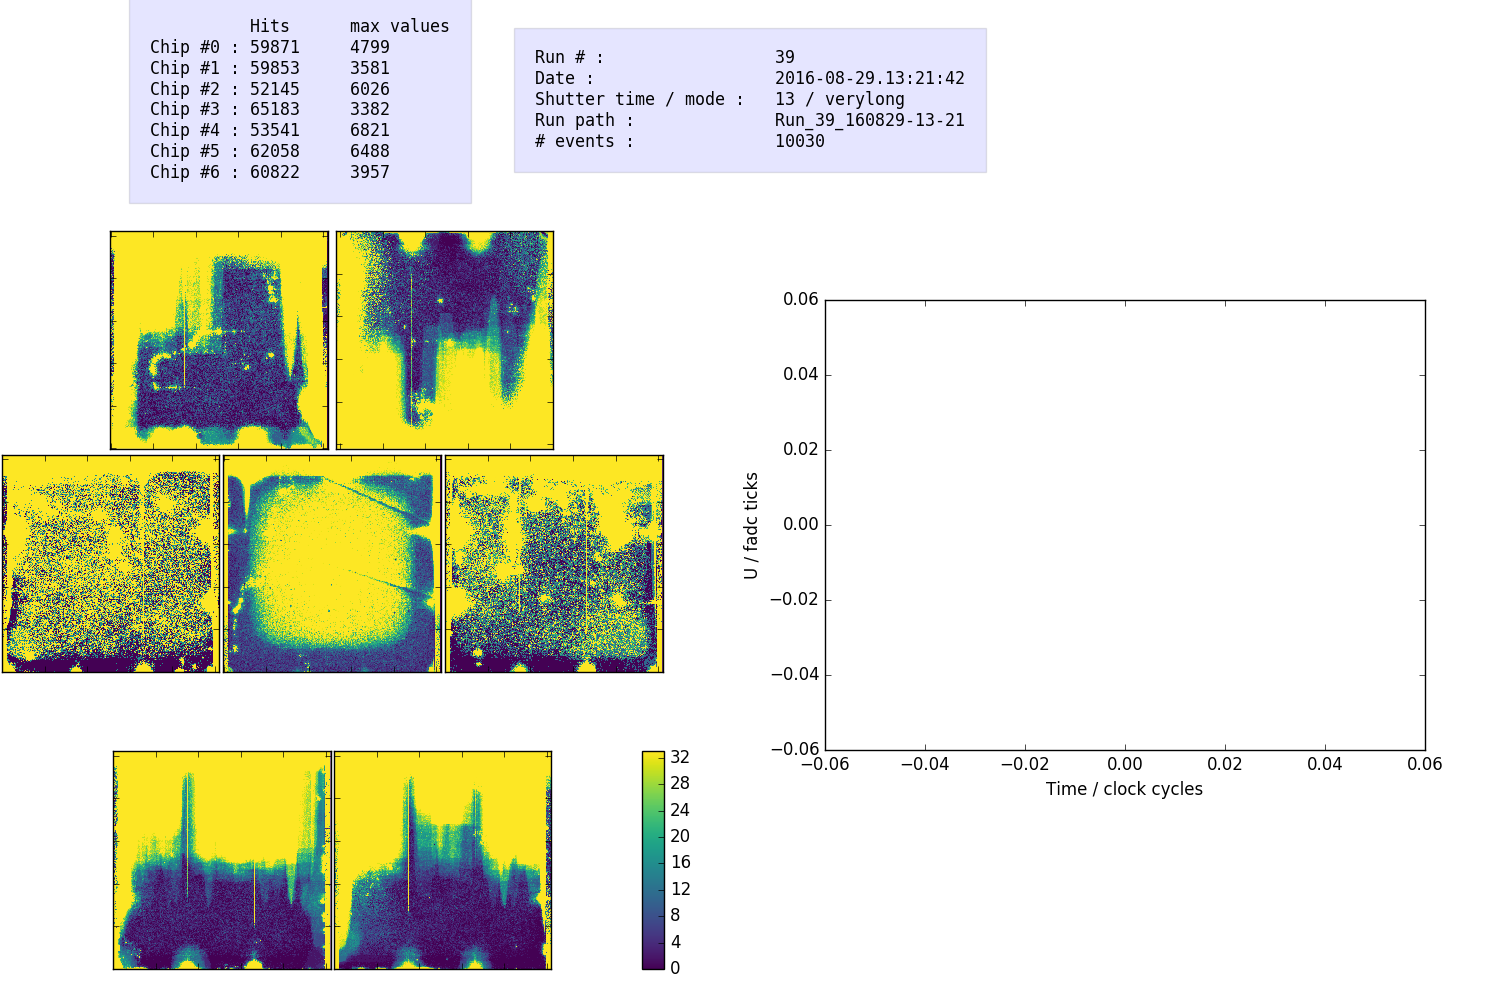 Hits max values
Chip #0 : 59871 4799
Chip #1 : 59853 3581
Chip #2 : 52145 6026
Chip #3 : 65183 3382
Chip #4 : 53541 6821
Chip #5 : 62058 6488
Chip #6 : 60822 3957
Run # : 39
Date : 2016-08-29.13:21:42
Shutter time / mode : 13 / verylong
Run path : Run_39_160829-13-21
# events : 10030
32
28
24
20
16
12
8
4
0
U / fadc ticks
0.06
0.04
0.02
0.00
−0.02
−0.04
−0.06
−0.06 −0.04 −0.02 0.00 0.02 0.04 0.06
Time / clock cycles